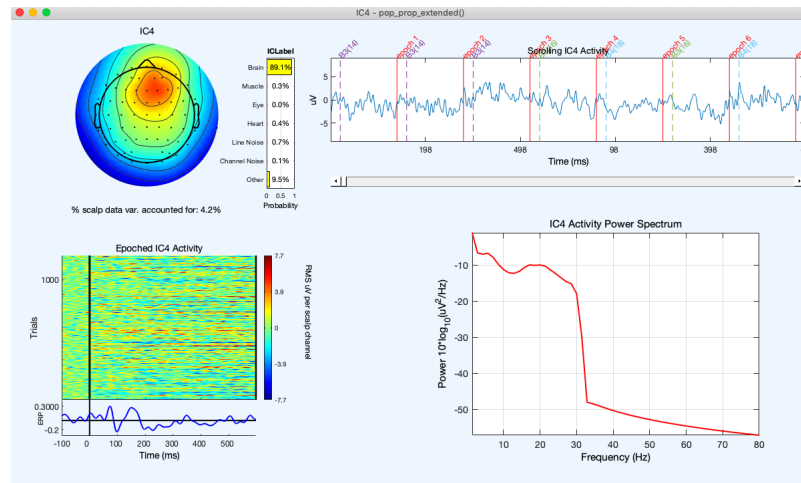 IC4 - pop_prop_extended()
IC4
ICLabel
Brain 89.1%
Muscle 0.3%
Eye 0.0%
Heart 0.4%
Line Noise 0.7%
Channel Noise 0.1%
Other 9.5%
0 0.5 1
Probability
% scalp data var. accounted for: 4.2%
Scrolling IC4 Activity
B3(14)
epoch 1
B3(14)
epoch 2
B3(14)
epoch 3
epoch 4
epoch 5
epoch 6
5
0
-5
uV
198 498 98 398
Time (ms)
Epoched IC4 Activity
1000
Trials
7.7
3.9
0
-3.9
-7.7
RMS uV per scalp channel
0.3000
-0.2
ERP
-100 0 100 200 300 400 500
Time (ms)
IC4 Activity Power Spectrum
-10
-20
-30
-40
-50
Power 10*log10(uV2/Hz)
10 20 30 40 50 60 70 80
Frequency (Hz)